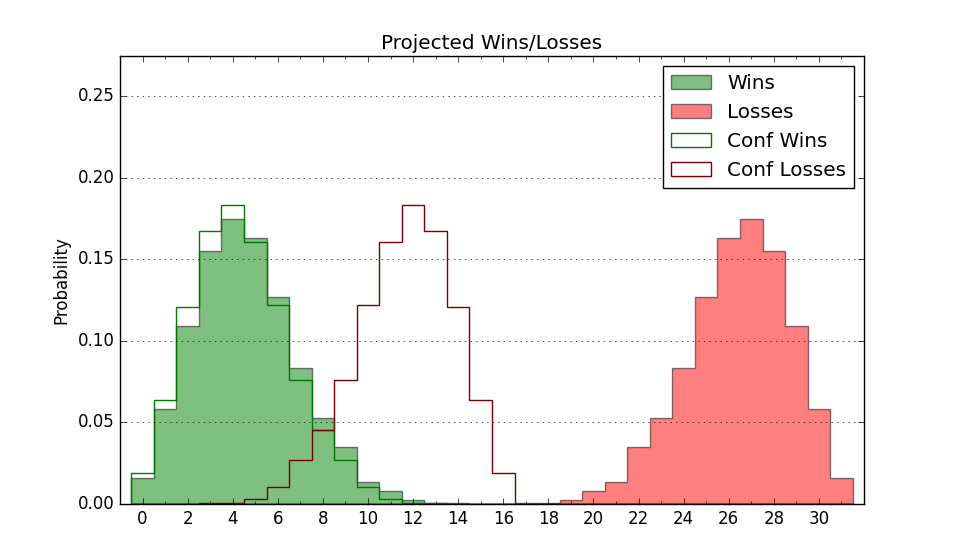 Projected Wins/Losses
Wins
Losses
Conf Wins
Conf Losses
Probability
0.25
0.20
0.15
0.10
0.05
0.00
0 2 4 6 8 10 12 14 16 18 20 22 24 26 28 30